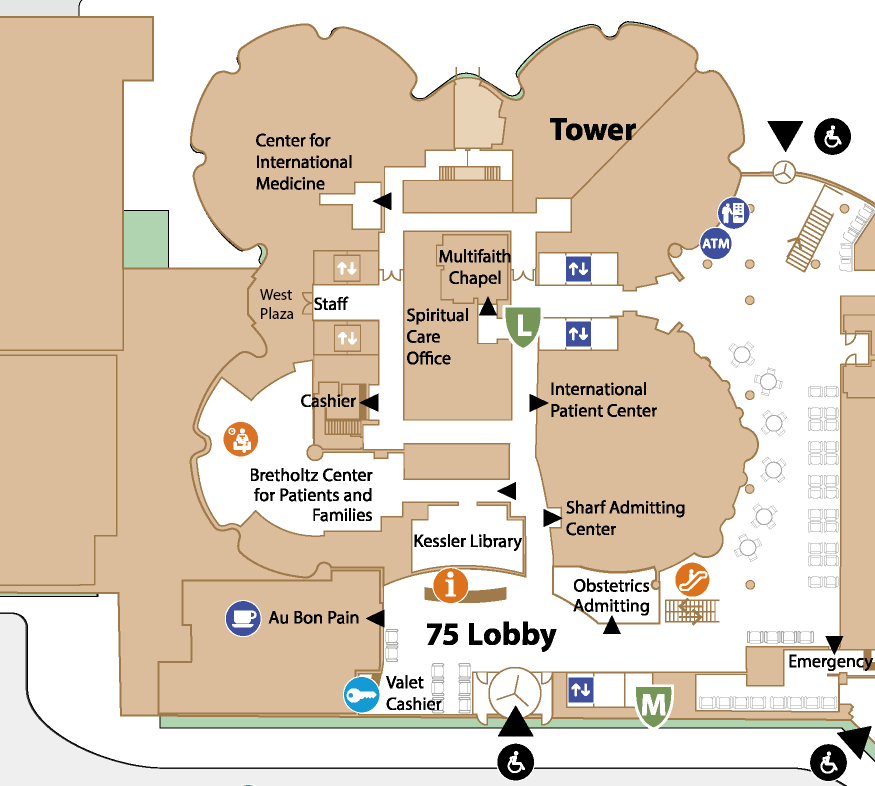 Tower
Center for
International
Medicine
ATM
Multifaith
Chapel
West
Plaza
Staff
Spiritual
Care
Office
L
International
Patient Center
Cashier
Bretholtz Center
for Patients and
Families
Sharf Admitting
Center
Kessler Library
i
Obstetrics
Admitting
Au Bon Pain
75 Lobby
Emergency
Valet
Cashier
M